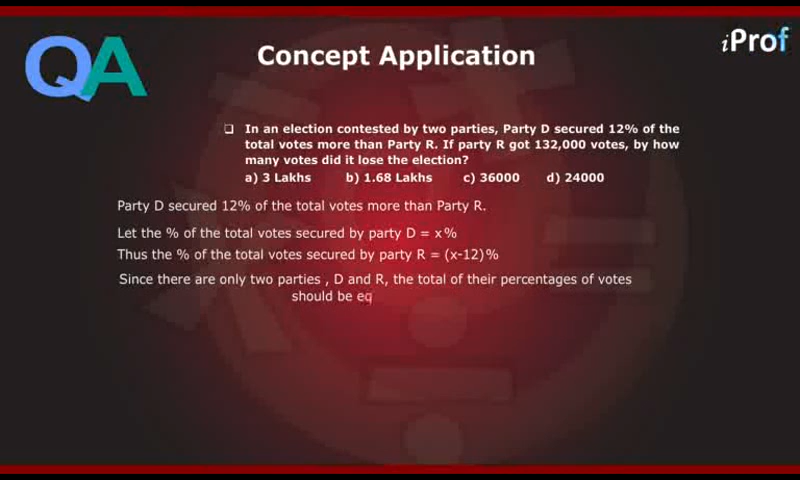 QA
Concept Application
iProf
❑ In an election contested by two parties, Party D secured 12% of the
total votes more than Party R. If party R got 132,000 votes, by how
many votes did it lose the election?
a) 3 Lakhs b) 1.68 Lakhs c) 36000 d) 24000
Party D secured 12% of the total votes more than Party R.
Let the % of the total votes secured by party D = x%
Thus the % of the total votes secured by party R = (x-12)%
Since there are only two parties , D and R, the total of their percentages of votes
should be eq